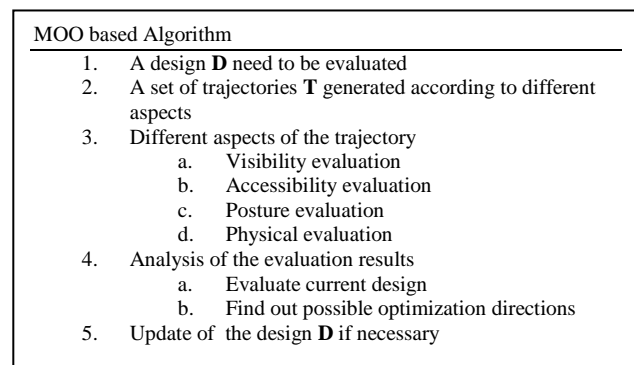 MOO based Algorithm
1. A design D need to be evaluated
2. A set of trajectories T generated according to different
aspects
3. Different aspects of the trajectory
a. Visibility evaluation
b. Accessibility evaluation
c. Posture evaluation
d. Physical evaluation
4. Analysis of the evaluation results
a. Evaluate current design
b. Find out possible optimization directions
5. Update of the design D if necessary